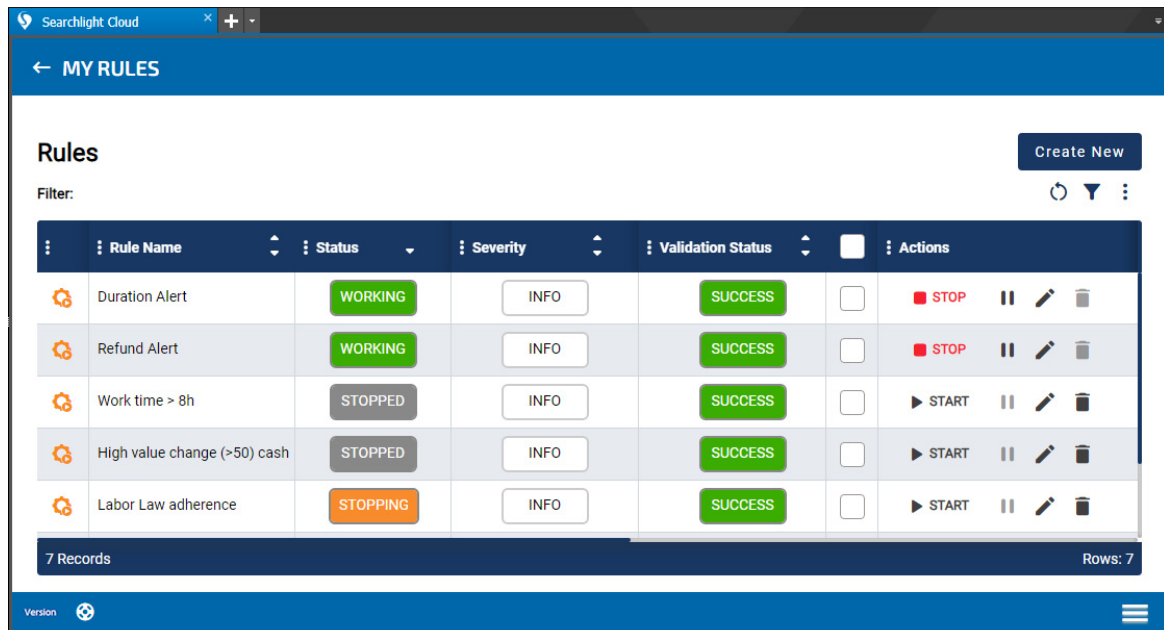 Searchlight Cloud
MY RULES
Rules
Create New
Filter:
Rule Name Status Severity Validation Status Actions
Duration Alert WORKING INFO SUCCESS STOP
Refund Alert WORKING INFO SUCCESS STOP
Work time > 8h STOPPED INFO SUCCESS START
High value change (>50) cash STOPPED INFO SUCCESS START
Labor Law adherence STOPPING INFO SUCCESS START
7 Records Rows: 7
Version